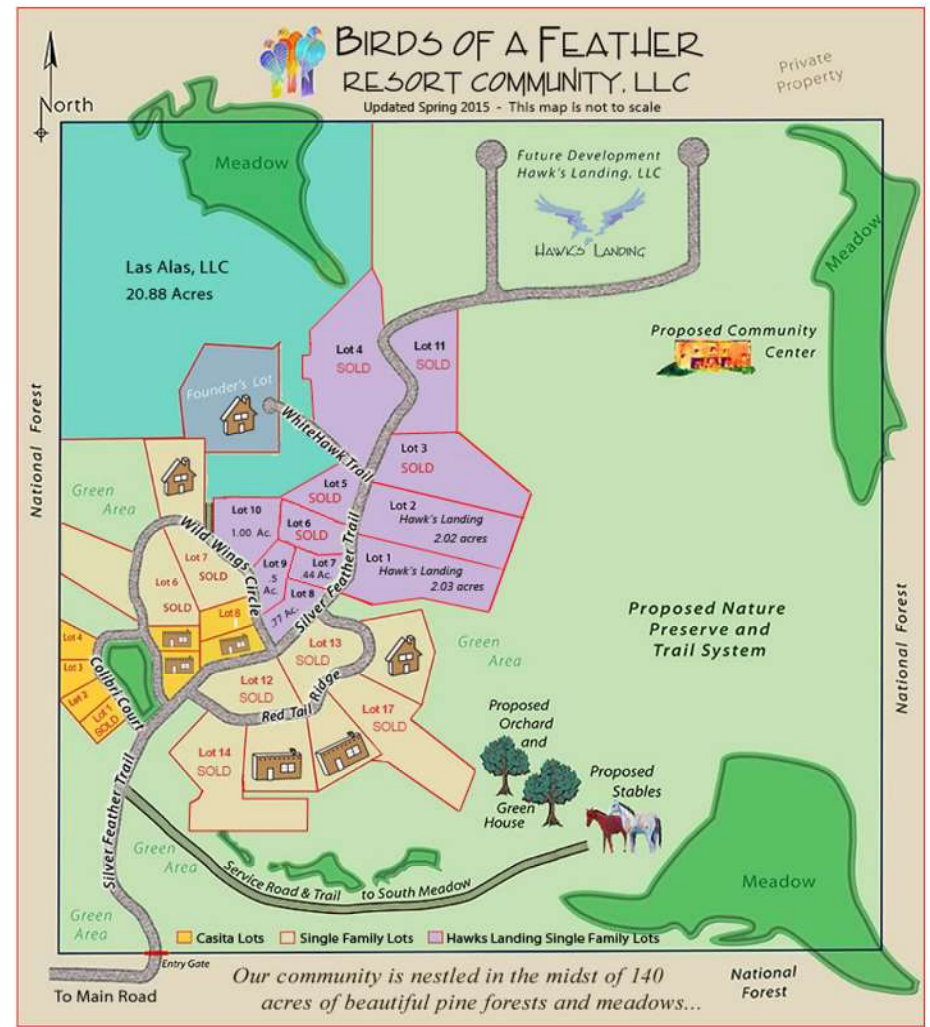 BIRDS OF A FEATHER
RESORT COMMUNITY, LLC
Updated Spring 2015 - This map is not to scale
Private
Property
North
Meadow
Future Development
Hawk's Landing, LLC
HAWKS LANDING
Meadow
Las Alas, LLC
20.88 Acres
Proposed Community
Center
Lot 4
SOLD
Lot 11
SOLD
Founder's Lot
WhiteHawk Trail
National Forest
Lot 3
SOLD
Green
Area
Lot 5
SOLD
Lot 2
Hawk's Landing
2.02 acres
Lot 10
1.00 Ac.
Lot 6
SOLD
Wild Wings Circle
Lot 7
SOLD
Lot 9
.5
Ac.
Lot 7
.44 Ac.
Lot 1
Hawk's Landing
2.03 acres
Lot 6
SOLD
Lot 8
.77 Ac.
Silver Feather Trail
Lot 8
Proposed Nature
Preserve and
Trail System
National Forest
Lot 4
Lot 3
Lot 2
Lot 1
SOLD
Colibri Court
Lot 13
SOLD
Green
Area
Lot 12
SOLD
Red Tail Ridge
Lot 17
SOLD
Lot 14
SOLD
Proposed
Orchard
and
Green
House
Proposed
Stables
Silver Feather Trail
Green
Area
Service Road & Trail to South Meadow
Meadow
Green
Area
Casita Lots
Single Family Lots
Hawks Landing Single Family Lots
Entry Gate
To Main Road
Our community is nestled in the midst of 140
acres of beautiful pine forests and meadows...
National
Forest